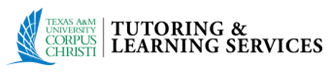 TEXAS A&M
UNIVERSITY
CORPUS
CHRISTI
TUTORING &
LEARNING SERVICES